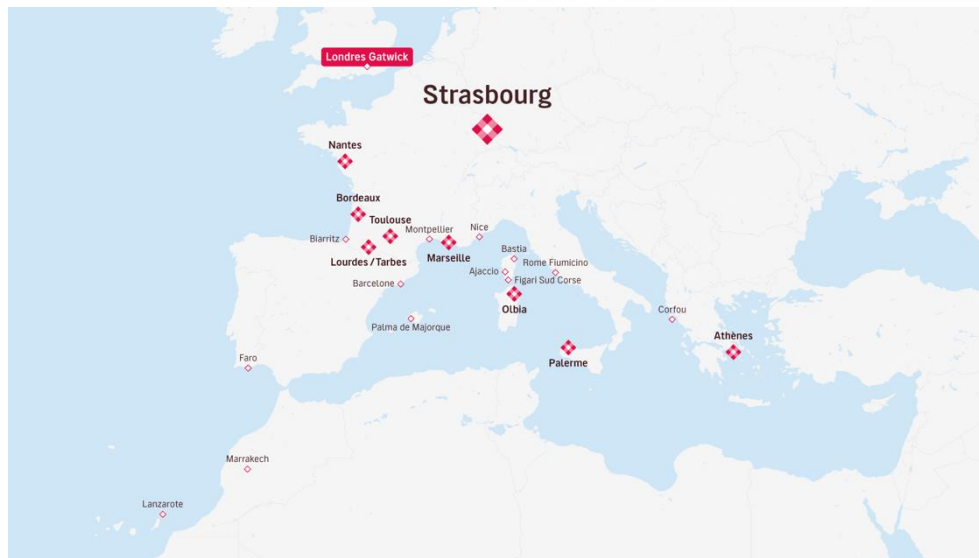 Londres Gatwick
Strasbourg
Nantes
Bordeaux
Toulouse
Montpellier
Nice
Biarritz
Lourdes / Tarbes
Marseille
Bastia
Rome Fiumicino
Ajaccio
Figari Sud Corse
Barcelone
Olbia
Corfou
Palma de Majorque
Athènes
Faro
Palerme
Marrakech
Lanzarote